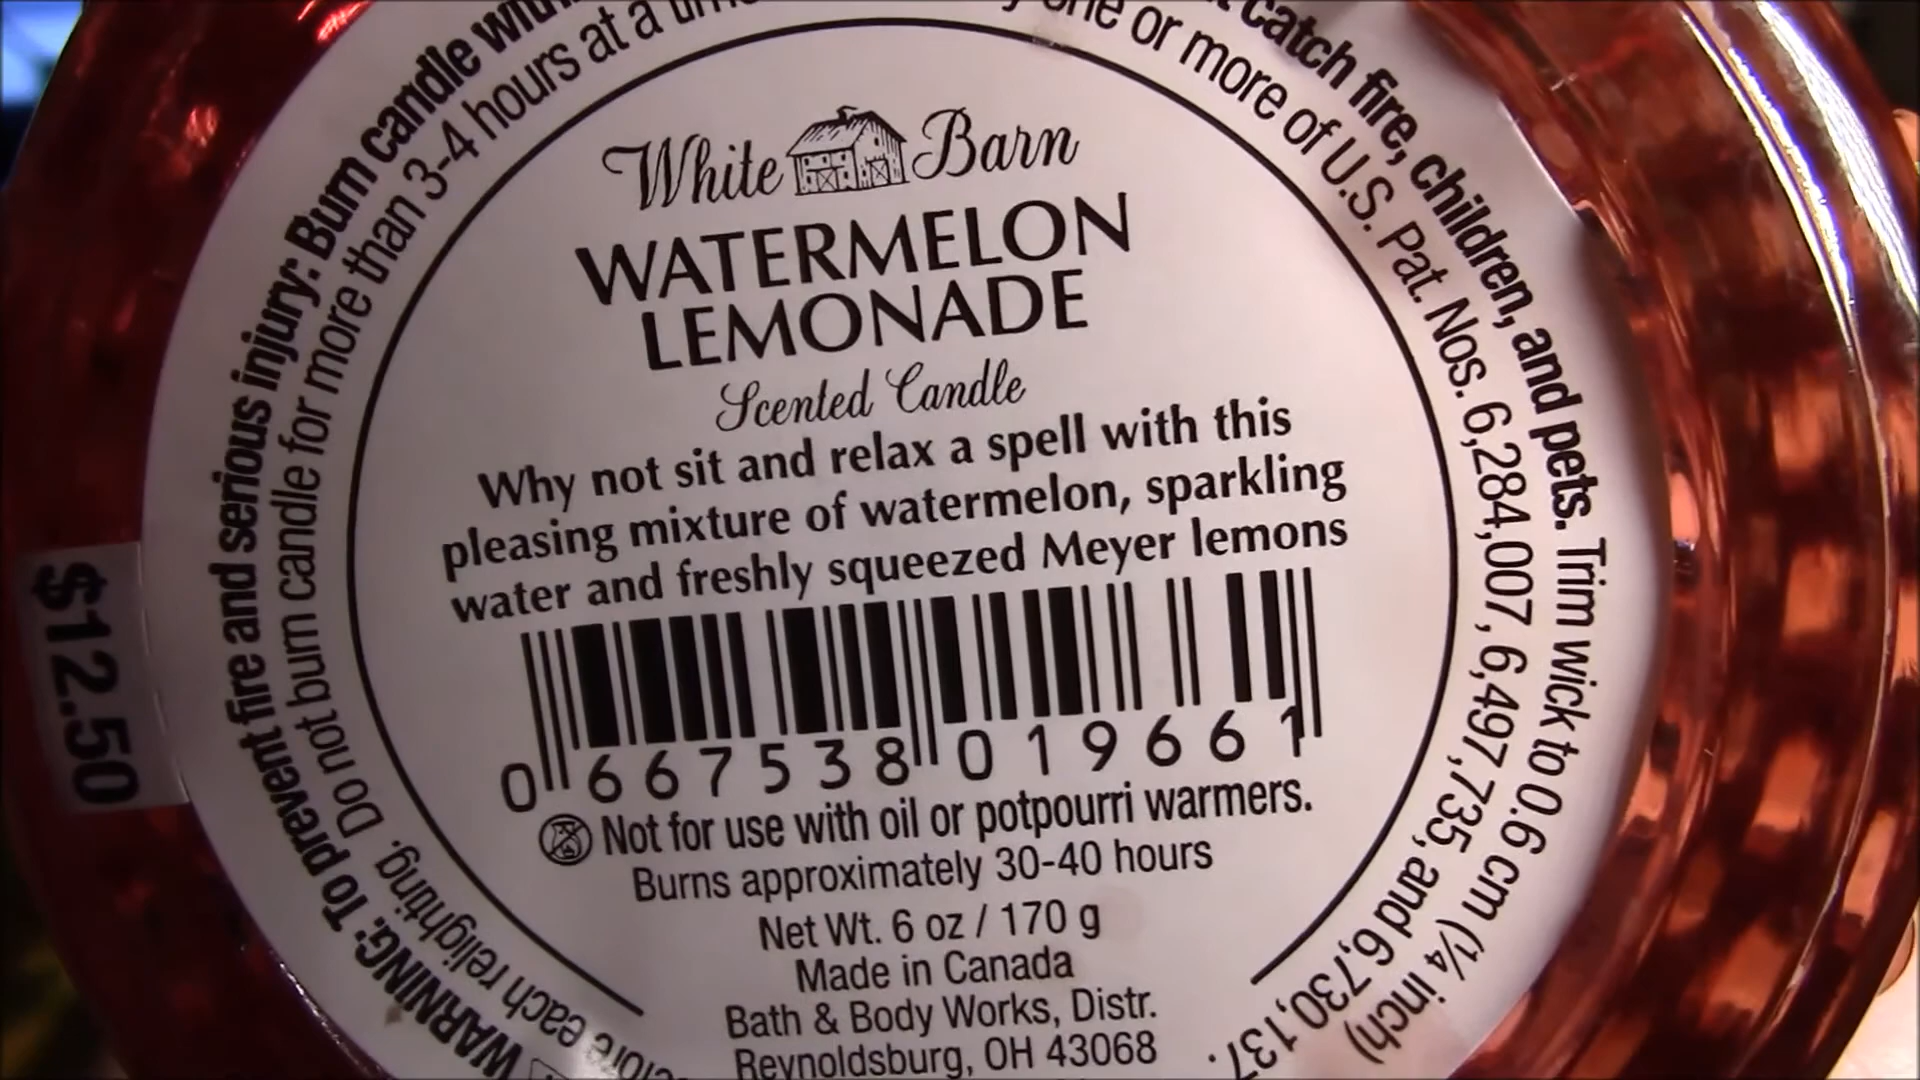 White Barn
WATERMELON
LEMONADE
Scented Candle
Why not sit and relax a spell with this
pleasing mixture of watermelon, sparkling
water and freshly squeezed Meyer lemons
0 667538 019661 1
Not for use with oil or potpourri warmers.
Burns approximately 30-40 hours
Net Wt. 6 oz / 170 g
Made in Canada
Bath & Body Works, Distr.
Reynoldsburg, OH 43068
WARNING: To prevent fire and serious injury: Burn candle
catch fire, children, and pets. Trim wick to 0.6 cm (¼ inch)
each relighting. Do not burn candle for more than 3-4 hours at a
one or more of U.S. Pat. Nos. 6,284,007, 6,497,735, and 6,730,137.
$12.50